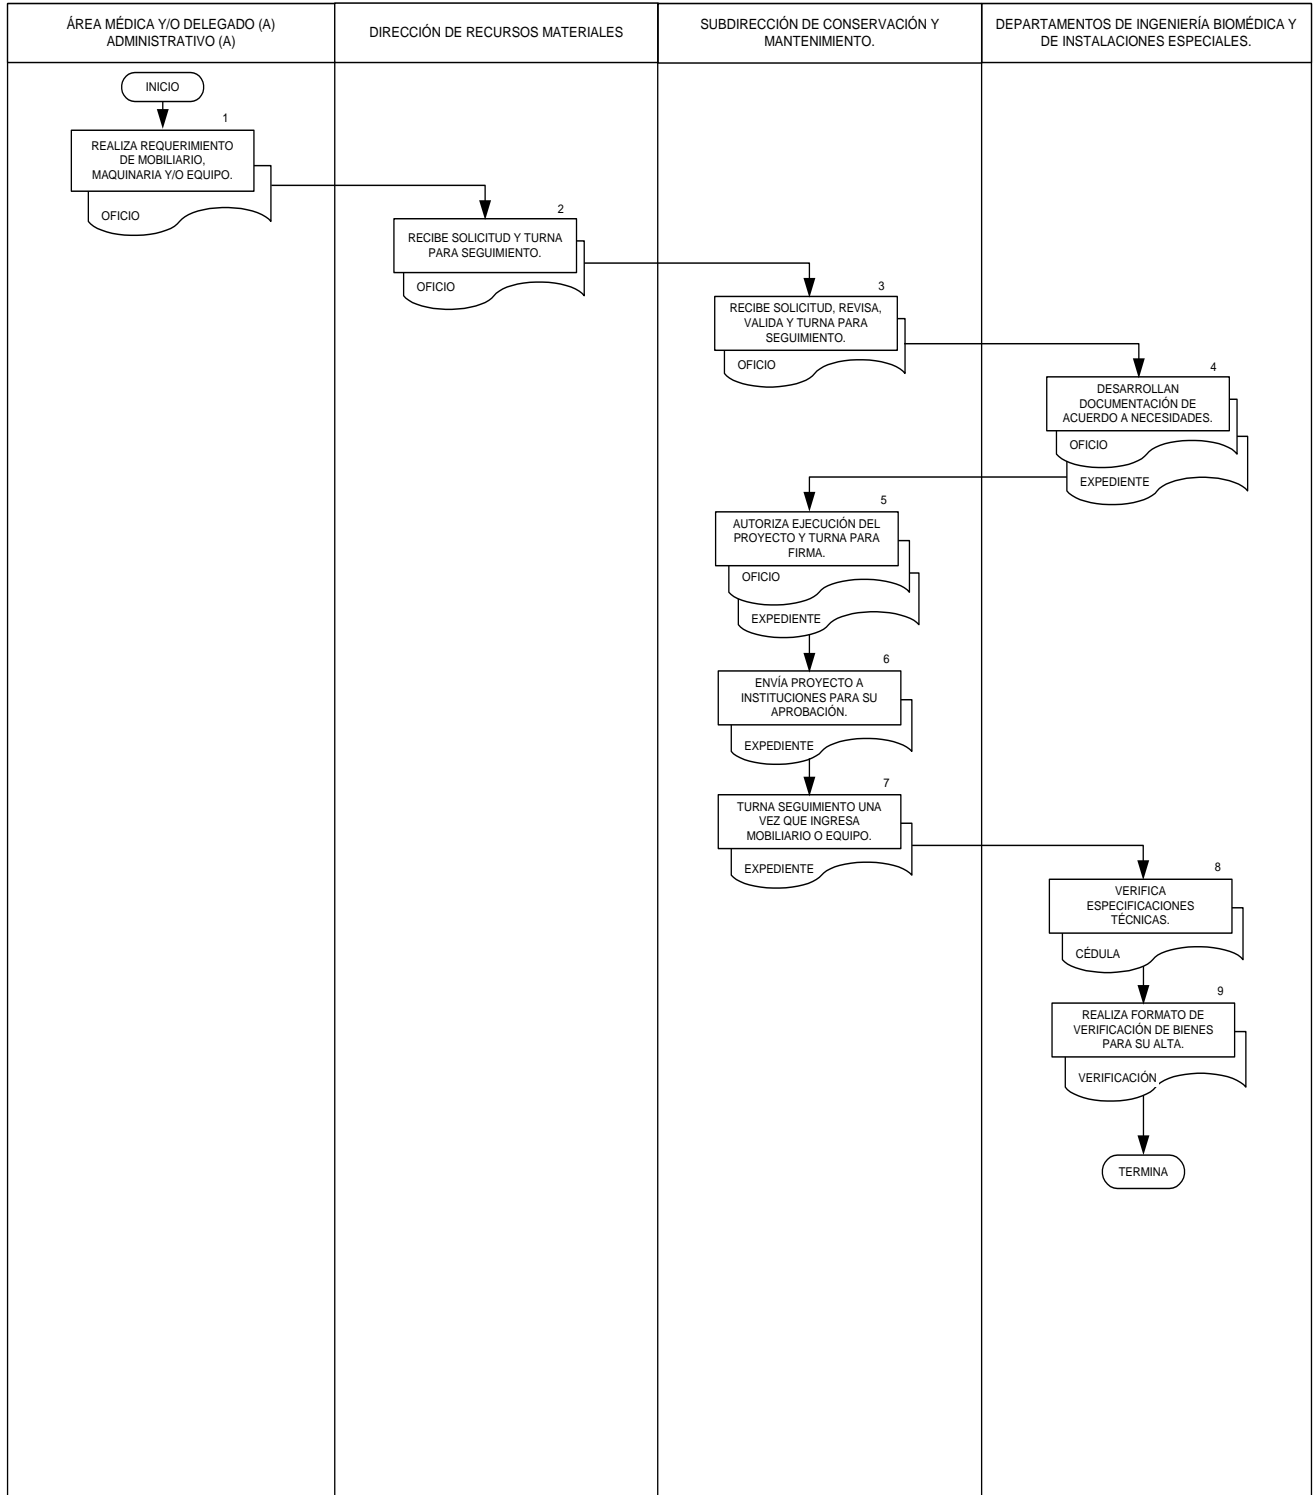 ÁREA MÉDICA Y/O DELEGADO (A)
ADMINISTRATIVO (A)
DIRECCIÓN DE RECURSOS MATERIALES
SUBDIRECCIÓN DE CONSERVACIÓN Y
MANTENIMIENTO.
DEPARTAMENTOS DE INGENIERÍA BIOMÉDICA Y
DE INSTALACIONES ESPECIALES.
INICIO
1
REALIZA REQUERIMIENTO
DE MOBILIARIO,
MAQUINARIA Y/O EQUIPO.
OFICIO
2
RECIBE SOLICITUD Y TURNA
PARA SEGUIMIENTO.
OFICIO
3
RECIBE SOLICITUD, REVISA,
VALIDA Y TURNA PARA
SEGUIMIENTO.
OFICIO
4
DESARROLLAN
DOCUMENTACIÓN DE
ACUERDO A NECESIDADES.
OFICIO
EXPEDIENTE
5
AUTORIZA EJECUCIÓN DEL
PROYECTO Y TURNA PARA
FIRMA.
OFICIO
EXPEDIENTE
6
ENVÍA PROYECTO A
INSTITUCIONES PARA SU
APROBACIÓN.
EXPEDIENTE
7
TURNA SEGUIMIENTO UNA
VEZ QUE INGRESA
MOBILIARIO O EQUIPO.
EXPEDIENTE
8
VERIFICA
ESPECIFICACIONES
TÉCNICAS.
CÉDULA
9
REALIZA FORMATO DE
VERIFICACIÓN DE BIENES
PARA SU ALTA.
VERIFICACIÓN
TERMINA